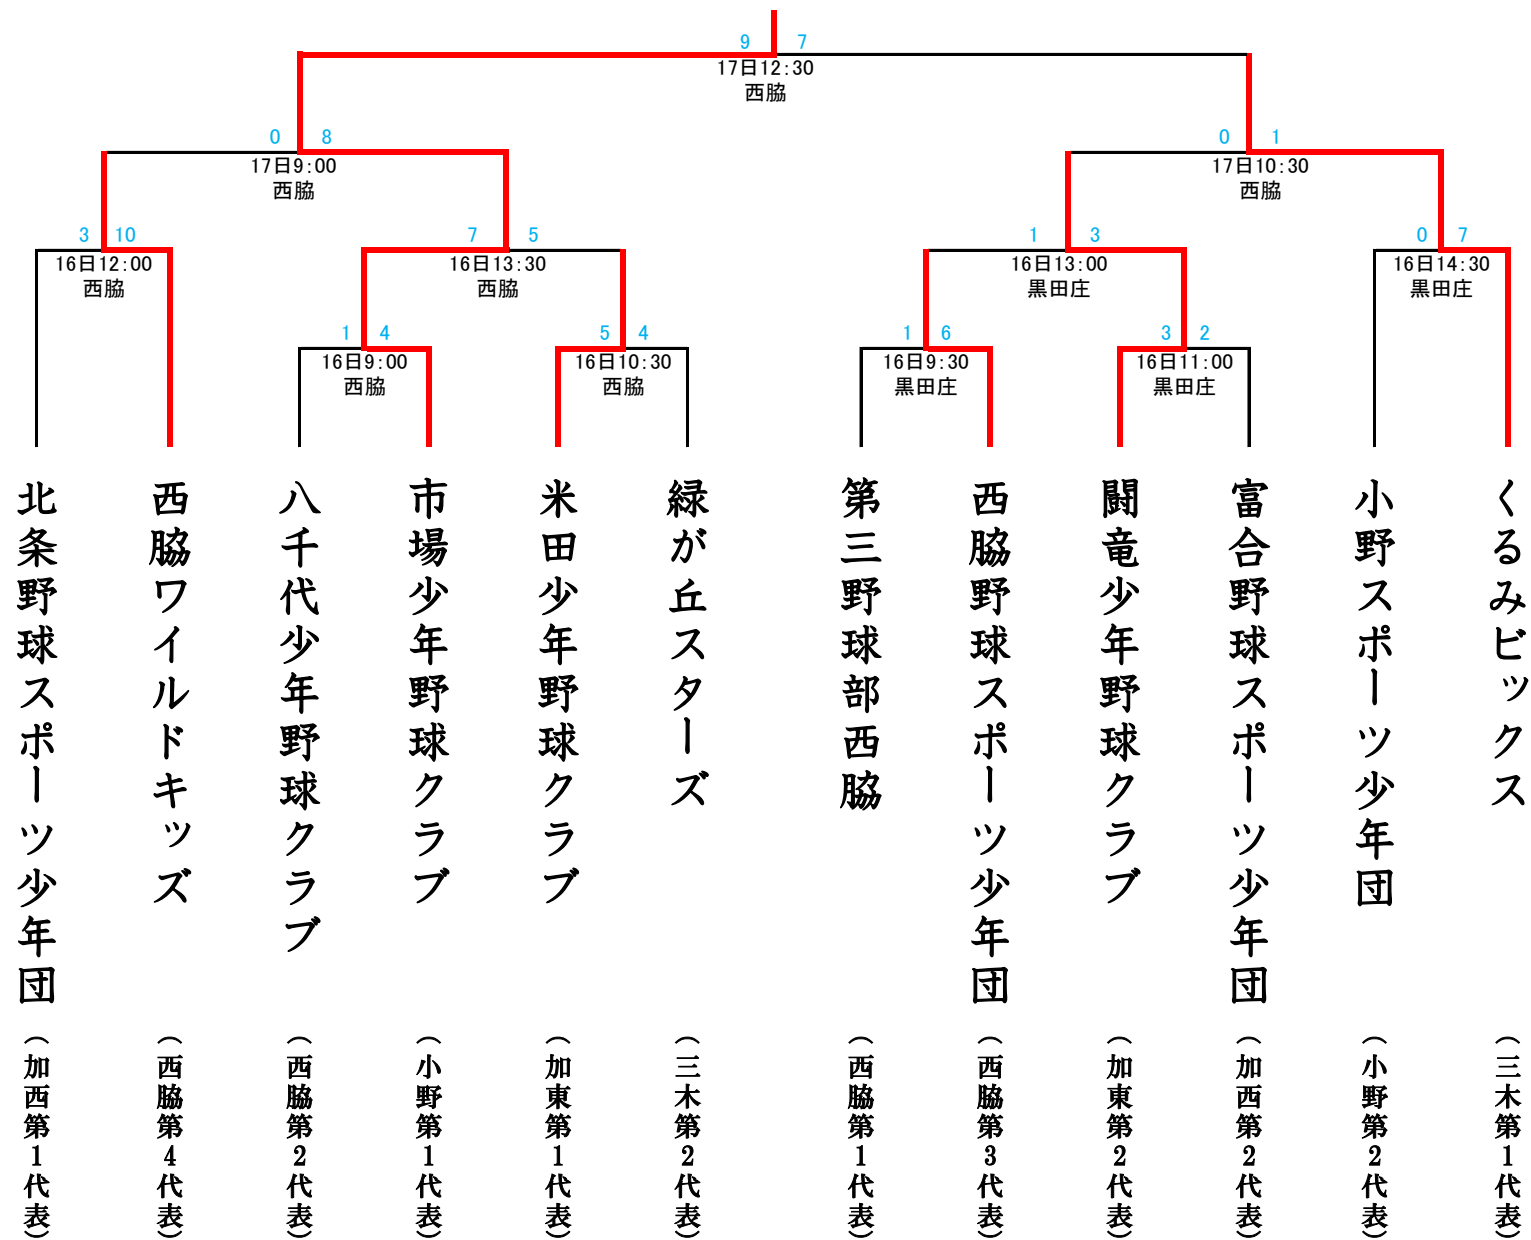 9 7
17日12:30
西脇
0 8
17日9:00
西脇
0 1
17日10:30
西脇
3 10
16日12:00
西脇
7 5
16日13:30
西脇
1 3
16日13:00
黒田庄
0 7
16日14:30
黒田庄
1 4
16日9:00
西脇
5 4
16日10:30
西脇
1 6
16日9:30
黒田庄
3 2
16日11:00
黒田庄
北条野球スポーツ少年団
(加西第1代表)
西脇ワイルドキッズ
(西脇第4代表)
八千代少年野球クラブ
(西脇第2代表)
市場少年野球クラブ
(小野第1代表)
米田少年野球クラブ
(加東第1代表)
緑が丘スターズ
(三木第2代表)
第三野球部西脇
(西脇第1代表)
西脇野球スポーツ少年団
(西脇第3代表)
闘竜少年野球クラブ
(加東第2代表)
富合野球スポーツ少年団
(加西第2代表)
小野スポーツ少年団
(小野第2代表)
くるみビックス
(三木第1代表)